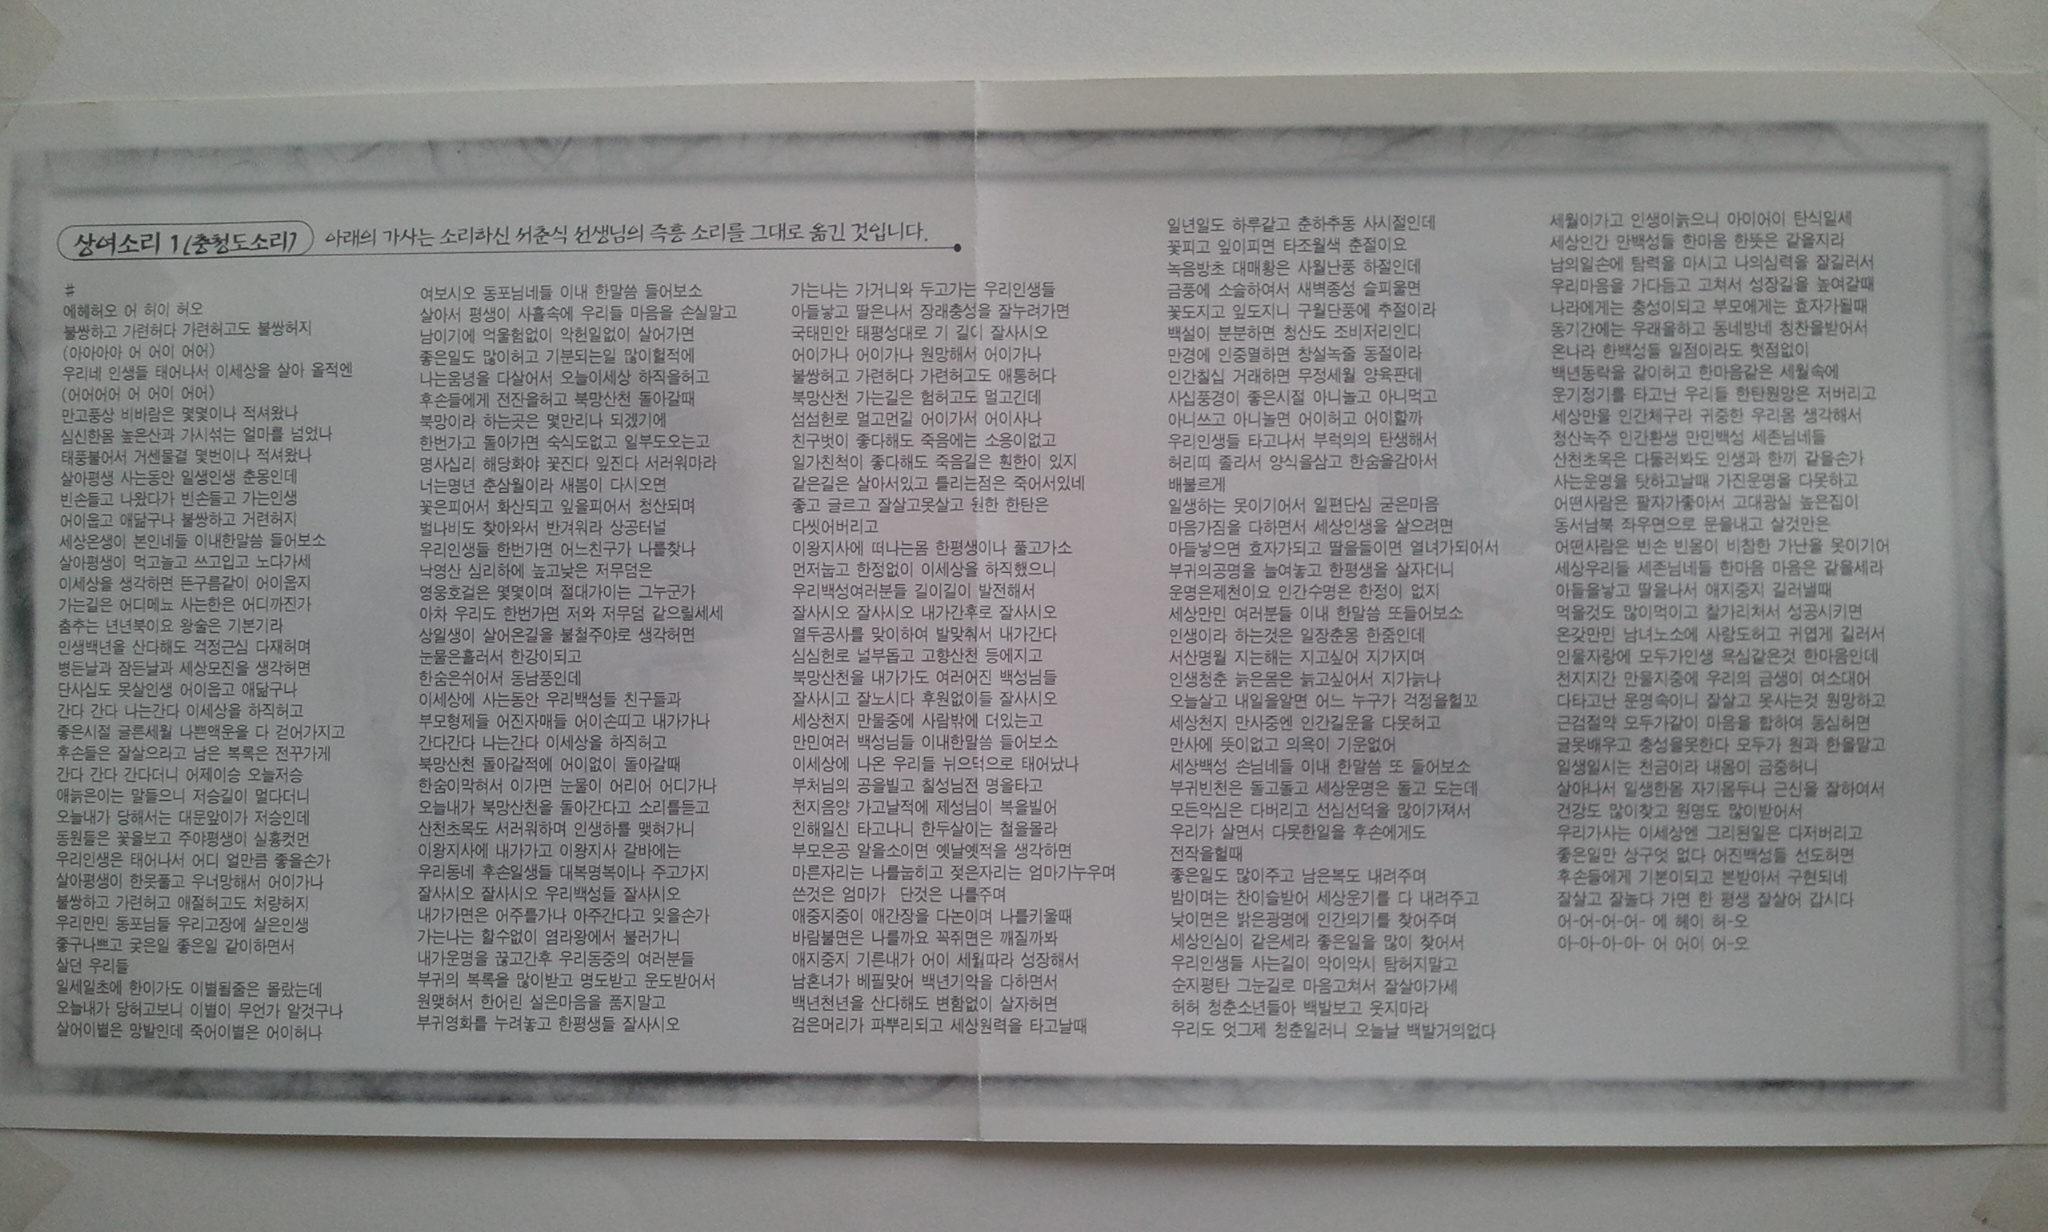 상여소리 1(충청도소리) 아래의 가사는 소리하신 서춘식 선생님의 즉흥 소리를 그대로 옮긴 것입니다.
#
에헤허오 어 허이 허오
불쌍하고 가련허다 가련허고도 불쌍허지
(아아아아 어 어이 어어)
우리네 인생들 태어나서 이세상을 살아 올적엔
(어어어어 어 어이 어어)
만고풍상 비바람은 몇몇이나 적셔왔나
심신한몸 높은산과 가시섞는 얼마를 넘었나
태풍불어서 거센물결 몇번이나 적셔왔나
살아평생 사는동안 일생인생 춘몽인데
빈손들고 나왔다가 빈손들고 가는인생
어이웁고 애닲구나 불쌍하고 거련허지
세상온생이 본인네들 이내한말씀 들어보소
살아평생이 먹고놀고 쓰고입고 노다가세
이세상을 생각하면 뜬구름같이 어이웁지
가는길은 어디메뇨 사는한은 어디까진가
춤추는 년년북이요 왕술은 기본기라
인생백년을 산다해도 걱정근심 다재허며
병든날과 잠든날과 세상모진을 생각허면
단사십도 못살인생 어이웁고 애닲구나
간다 간다 나는간다 이세상을 하직허고
좋은시절 굴른세월 나쁜액운을 다 걷어가지고
후손들은 잘살으라고 남은 복록은 전꾸가게
간다 간다 간다더니 어제이승 오늘저승
애늙은이는 말들으니 저승길이 멀다더니
오늘내가 당해서는 대문앞이가 저승인데
동원들은 꽃을보고 주야평생이 실흥컷먼
우리인생은 태어나서 어디 얼만큼 좋을손가
살아평생이 한못풀고 우너망해서 어이가나
불쌍하고 가련허고 애절허고도 처량허지
우리만민 동포님들 우리고장에 살은인생
좋구나쁘고 궂은일 좋은일 같이하면서
살던 우리들
일세일초에 한이가도 이별될줄은 몰랐는데
오늘내가 당허고보니 이별이 무언가 알것구나
살어이별은 망발인데 죽어이별은 어이허나
여보시오 동포님네들 이내 한말씀 들어보소
살아서 평생이 사홀속에 우리들 마음을 손실말고
남이기에 억울험없이 악헌일없이 살어가면
좋은일도 많이허고 기분되는일 많이헐적에
나는움녕을 다살어서 오늘이세상 하직을허고
후손들에게 전진을허고 북망산천 돌아갈때
북망이라 하는곳은 몇만리나 되겠기에
한번가고 돌아가면 숙식도없고 일부도오는고
명사십리 해당화야 꽃진다 잎진다 서러워마라
너는명년 춘삼월이라 새봄이 다시오면
꽃은피어서 화산되고 잎을피어서 청산되며
벌나비도 찾아와서 반겨워라 상공터널
우리인생들 한번가면 어느친구가 나를찾나
낙영산 심리하에 높고낮은 저무덤은
영웅호걸은 몇몇이며 절대가이는 그누군가
아차 우리도 한번가면 저와 저무덤 같으릴세세
상일생이 살어온길을 불철주야로 생각허면
눈물은흘러서 한강이되고
한숨은쉬어서 동남풍인데
이세상에 사는동안 우리백성들 친구들과
부모형제들 어진자매들 어이손띠고 내가가나
간다간다 나는간다 이세상을 하직허고
북망산천 돌아갈적에 어이없이 돌아갈때
한숨이막혀서 이가면 눈물이 어리어 어디가나
오늘내가 북망산천을 돌아간다고 소리를듣고
산천초목도 서러워하며 인생하를 맺혀가니
이왕지사에 내가가고 이왕지사 갈바에는
우리동네 후손일생들 대복명복이나 주고가지
잘사시오 잘사시오 우리백성들 잘사시오
내가가면은 어주를가나 아주간다고 잊을손가
가는나는 할수없이 염라왕에서 불러가니
내가운명을 끊고간후 우리동중의 여러분들
부귀의 복록을 많이받고 명도받고 운도받어서
원맺혀서 한어린 설은마음을 품지말고
부귀영화를 누려놓고 한평생들 잘사시오
가는나는 가거니와 두고가는 우리인생들
아들낳고 딸은나서 장래충성을 잘누려가면
국태민안 태평성대로 기 길이 잘사시오
어이가나 어이가나 원망해서 어이가나
불쌍허고 가련허다 가련허고도 애통허다
북망산천 가는길은 험허고도 멀고긴데
섬섬헌로 멀고먼길 어이가서 어이사나
친구벗이 좋다해도 죽음에는 소용이없고
일가친척이 좋다해도 죽음길은 훤한이 있지
같은길은 살아서있고 틀리는점은 죽어서있네
좋고 글르고 잘살고못살고 원한 한탄은
다씻어버리고
이왕지사에 떠나는몸 한평생이나 풀고가소
먼저눕고 한정없이 이세상을 하직했으니
우리백성여러분들 길이길이 발전해서
잘사시오 잘사시오 내가간후로 잘사시오
열두공사를 맞이하여 발맞춰서 내가간다
심심헌로 널부돕고 고향산천 등에지고
북망산천을 내가가도 여러어진 백성님들
잘사시고 잘노시다 후원없이들 잘사시오
세상천지 만물중에 사람밖에 더있는고
만민여러 백성님들 이내한말씀 들어보소
이세상에 나온 우리들 뉘으덕으로 태어났나
부처님의 공을빌고 칠성님전 명을타고
천지음양 가고날적에 제성님이 복을빌어
인해일신 타고나니 한두살이는 철을몰라
부모은공 알을소이면 옛날옛적을 생각하면
마른자리는 나를눕히고 젖은자리는 엄마가누우며
쓴것은 엄마가 단것은 나를주며
애중지중이 애간장을 다논이며 나를키울때
바람불면은 나를까요 꼭쥐면은 깨질까봐
애지중지 기른내가 어이 세월따라 성장해서
남혼녀가 베필맞어 백년기약을 다하면서
백년천년을 산다해도 변함없이 살자허면
검은머리가 파뿌리되고 세상원력을 타고날때
일년일도 하루같고 춘하추동 사시절인데
꽃피고 잎이피면 타조월색 춘절이요
녹음방초 대매황은 사월난풍 하절인데
금풍에 소슬하여서 새벽종성 슬피울면
꽃도지고 잎도지니 구월단풍에 추절이라
백설이 분분하면 청산도 조비저리인디
만경에 인중멸하면 창설녹줄 동절이라
인간칠십 거래하면 무정세월 양육판데
사십풍경이 좋은시절 아니놀고 아니먹고
아니쓰고 아니놀면 어이허고 어이할까
우리인생들 타고나서 부럭의의 탄생해서
허리띠 졸라서 양식을삼고 한숨을감아서
배불르게
일생하는 못이기어서 일편단심 굳은마음
마음가짐을 다하면서 세상인생을 살으려면
아들낳으면 효자가되고 딸을들이면 열녀가되어서
부귀의공명을 늘여놓고 한평생을 살자더니
운명은제천이요 인간수명은 한정이 없지
세상만민 여러분들 이내 한말씀 또들어보소
인생이라 하는것은 일장춘몽 한줌인데
서산명월 지는해는 지고싶어 지가지며
인생청춘 늙은몸은 늙고싶어서 지가늙나
오늘살고 내일을알면 어느 누구가 걱정을헐꼬
세상천지 만사중엔 인간길운을 다못허고
만사에 뜻이없고 의욕이 기운없어
세상백성 손님네들 이내 한말씀 또 들어보소
부귀빈천은 돌고돌고 세상운명은 돌고 도는데
모든악심은 다버리고 선심선덕을 많이가져서
우리가 살면서 다못한일을 후손에게도
전작을헐때
좋은일도 많이주고 남은복도 내려주며
밤이며는 찬이슬받어 세상운기를 다 내려주고
낮이면은 밝은광명에 인간의기를 찾어주며
세상인심이 같은세라 좋은일을 많이 찾어서
우리인생들 사는길이 악이악시 탐허지말고
순지평탄 그눈길로 마음고쳐서 잘살아가세
허허 청춘소년들아 백발보고 웃지마라
우리도 엇그제 청춘일러니 오늘날 백발거의없다
세월이가고 인생이늙으니 아이어이 탄식일세
세상인간 만백성들 한마음 한뜻은 같을지라
남의일손에 탐력을 마시고 나의심력을 잘길러서
우리마음을 가다듬고 고쳐서 성장길을 높여갈때
나라에게는 충성이되고 부모에게는 효자가될때
동기간에는 우래을하고 동네방네 칭찬을받어서
온나라 한백성들 일점이라도 헛점없이
백년동락을 같이허고 한마음같은 세월속에
운기정기를 타고난 우리들 한탄원망은 저버리고
세상만물 인간체구라 귀중한 우리몸 생각해서
청산녹주 인간환생 만민백성 세존님네들
산천초목은 다둘러봐도 인생과 한끼 같을손가
사는운명을 탓하고날때 가진운명을 다못하고
어떤사람은 팔자가좋아서 고대광실 높은집이
동서남북 좌우면으로 문을내고 살것만은
어떤사람은 빈손 빈몸이 비참한 가난을 못이기어
세상우리들 세존님네들 한마음 마음은 같을세라
아들을낳고 딸을나서 애지중지 길러낼때
먹을것도 많이먹이고 찰가리쳐서 성공시키면
온갖만민 남녀노소에 사랑도허고 귀엽게 길러서
인물자랑에 모두가인생 욕심같은것 한마음인데
천지지간 만물지중에 우리의 금생이 여소대어
다타고난 운명속이니 잘살고 못사는것 원망하고
근검절약 모두가같이 마음을 합하여 동심허면
글못배우고 충성을못한다 모두가 원과 한을말고
일생일시는 천금이라 내몸이 금중허니
살아나서 일생한몸 자기몸두나 근신을 잘하여서
건강도 많이찾고 원명도 많이받어서
우리가사는 이세상엔 그리된일은 다저버리고
좋은일만 상구엇 없다 어진백성들 선도허면
후손들에게 기본이되고 본받아서 구현되네
잘살고 잘놀다 가면 한 평생 잘살어 갑시다
어-어-어-어- 에 헤이 허-오
아-아-아-아- 어 어이 어-오